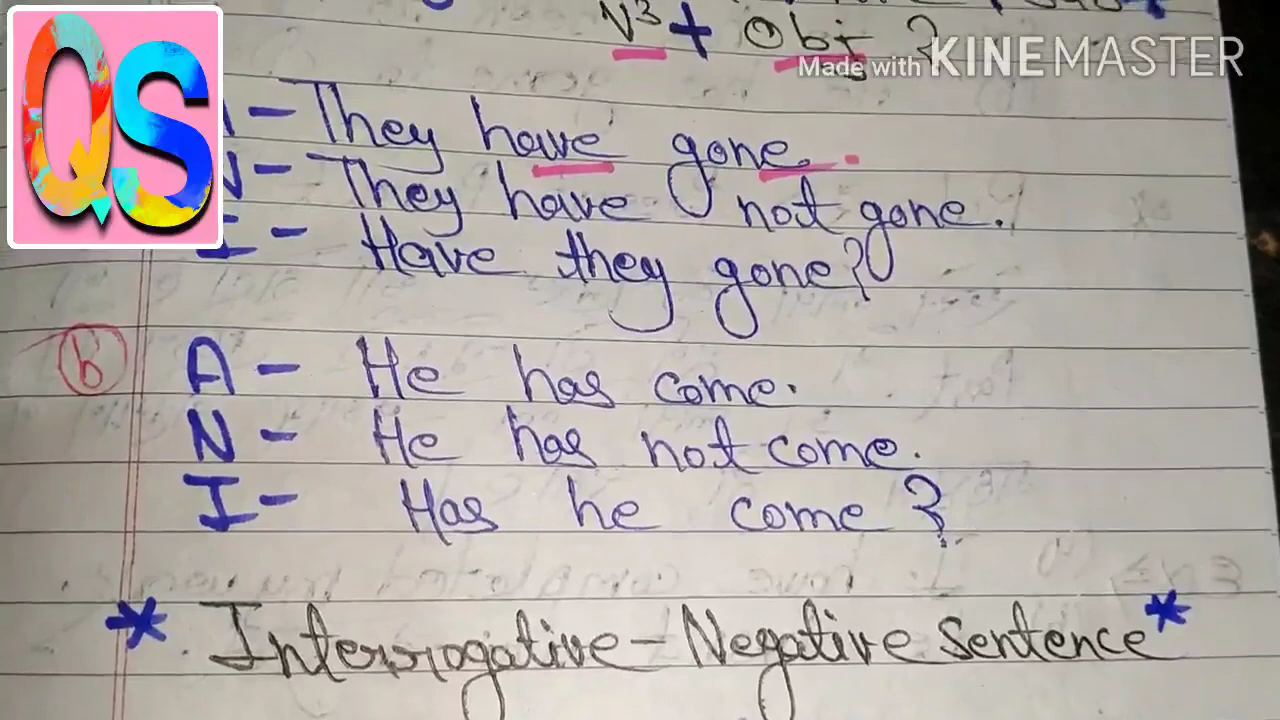 V³ + Obj ?
Made with KINEMASTER
QS
– They have gone.
N – They have not gone.
I – Have they gone?
b
A – He has come.
N – He has not come.
I – Has he come?
* Interrogative – Negative Sentence *